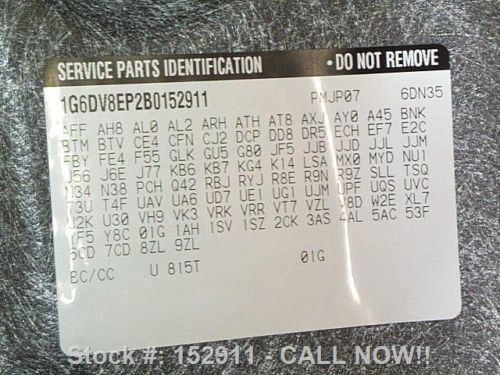 SERVICE PARTS IDENTIFICATION • DO NOT REMOVE
1G6DV8EP2B0152911 PMJP07 6DN35
AFF AH8 AL0 AL2 ARH ATH AT8 AXJ AY0 A45 BNK
BTM BTV CE4 CFN CJ2 DCP DD8 DR5 ECH EF7 E2C
FBY FE4 F55 GLK GU5 G80 JF5 JJB JJD JJL JJM
J56 J6E J77 KB6 KB7 KG4 K14 LSA MX0 MYD NU1
N34 N38 PCH Q42 RBJ RYJ R8E R9N R9Z SLL TSQ
T3U T4F UAV UA6 UD7 UE1 UG1 UJM UPF UQS UVC
U2K U30 VH9 VK3 VRK VRR VT7 VZL V8D W2E XL7
YF5 Y8C 01G 1AH 1SV 1SZ 2CK 3AS 4AL 5AC 53F
6CD 7CD 8ZL 9ZL
BC/CC U 815T 01G
Stock #: 152911 - CALL NOW!!